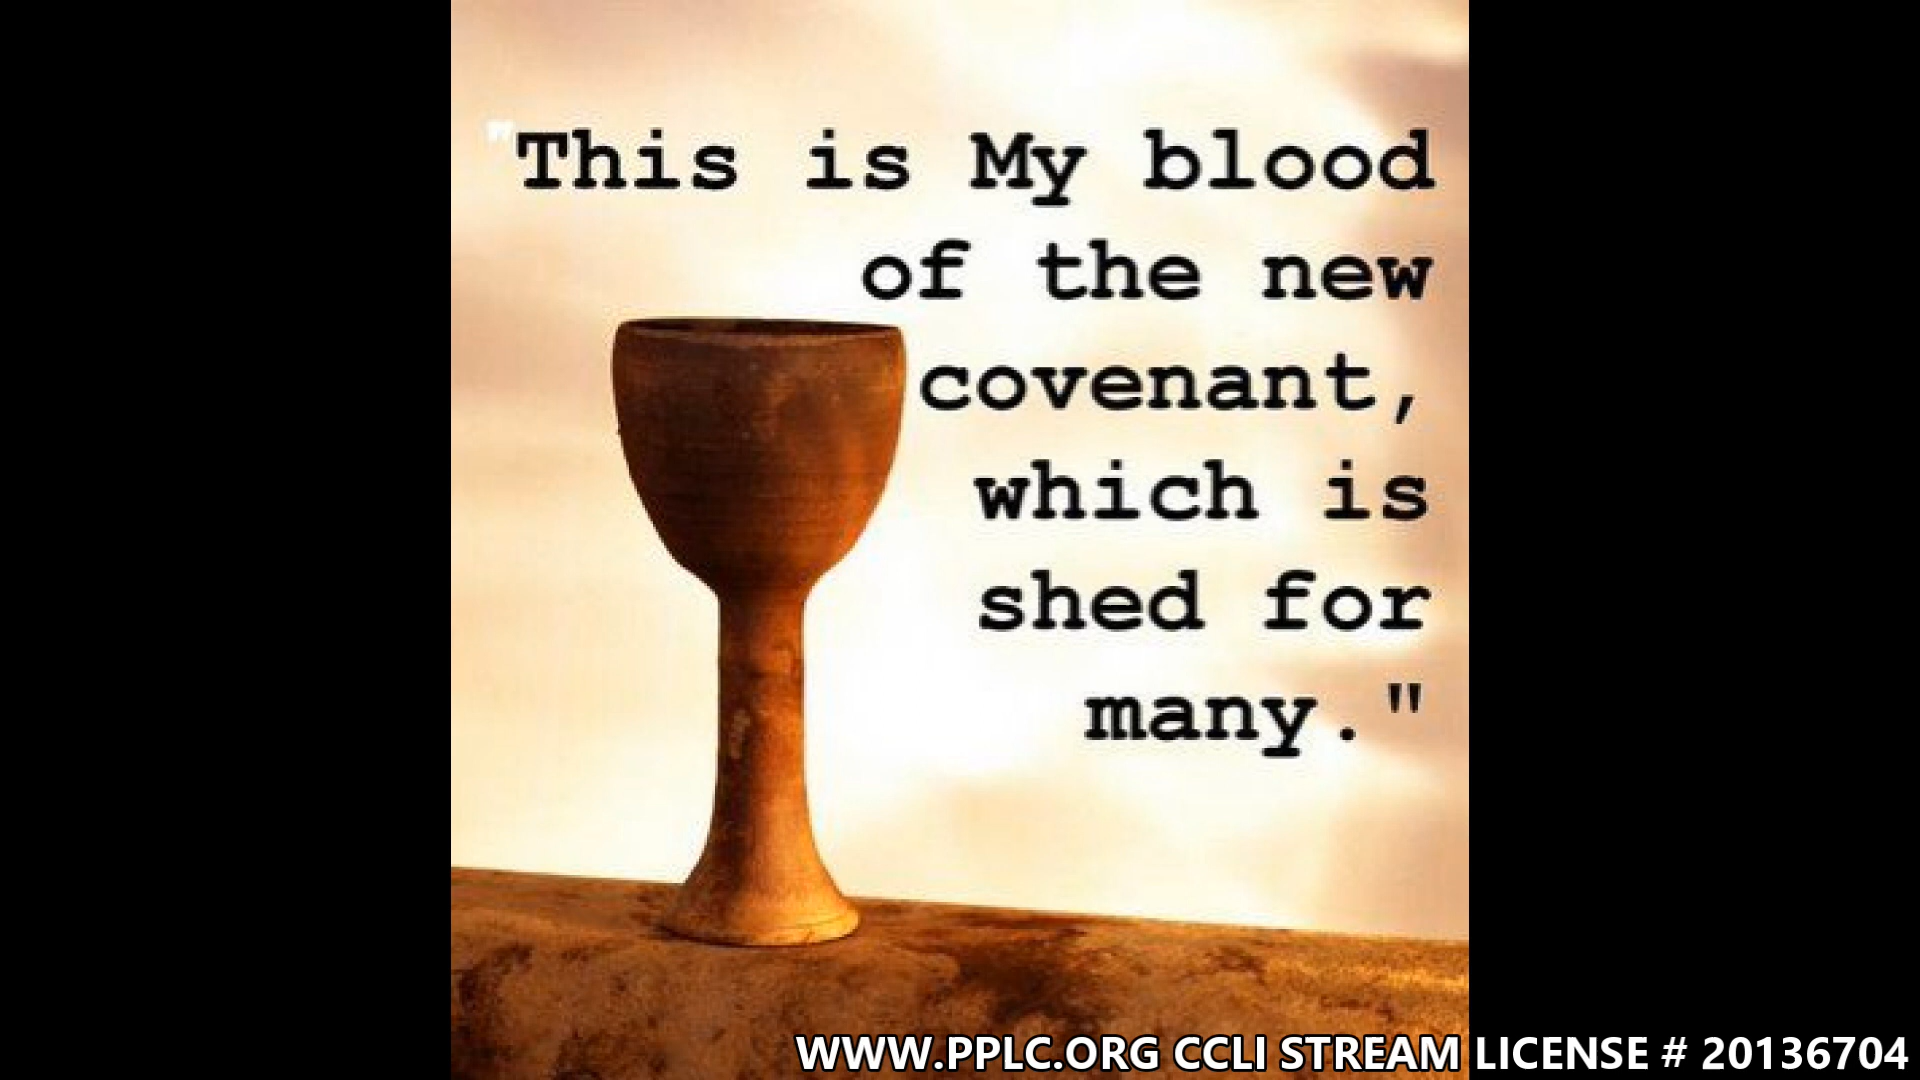 "This is My blood
of the new
covenant,
which is
shed for
many."
WWW.PPLC.ORG CCLI STREAM LICENSE # 20136704